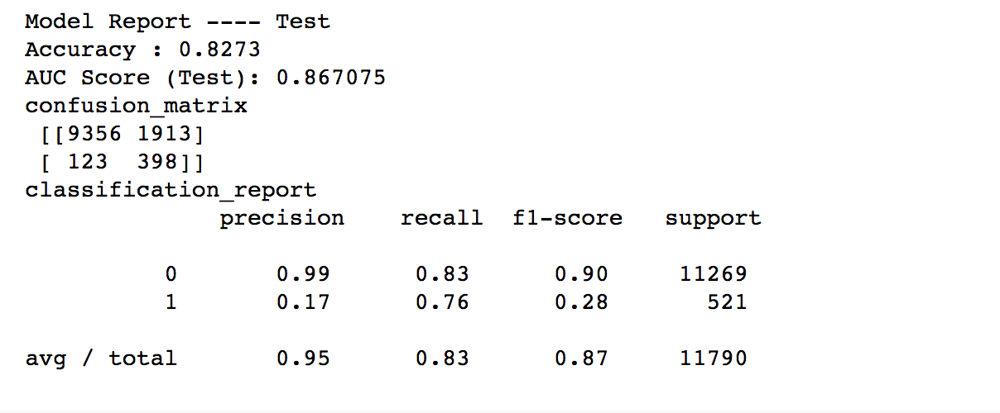 Model Report ---- Test
Accuracy : 0.8273
AUC Score (Test): 0.867075
confusion_matrix
[[9356 1913]
[ 123  398]]
classification_report
precision    recall  f1-score   support
0       0.99      0.83      0.90     11269
1       0.17      0.76      0.28       521
avg / total       0.95      0.83      0.87     11790